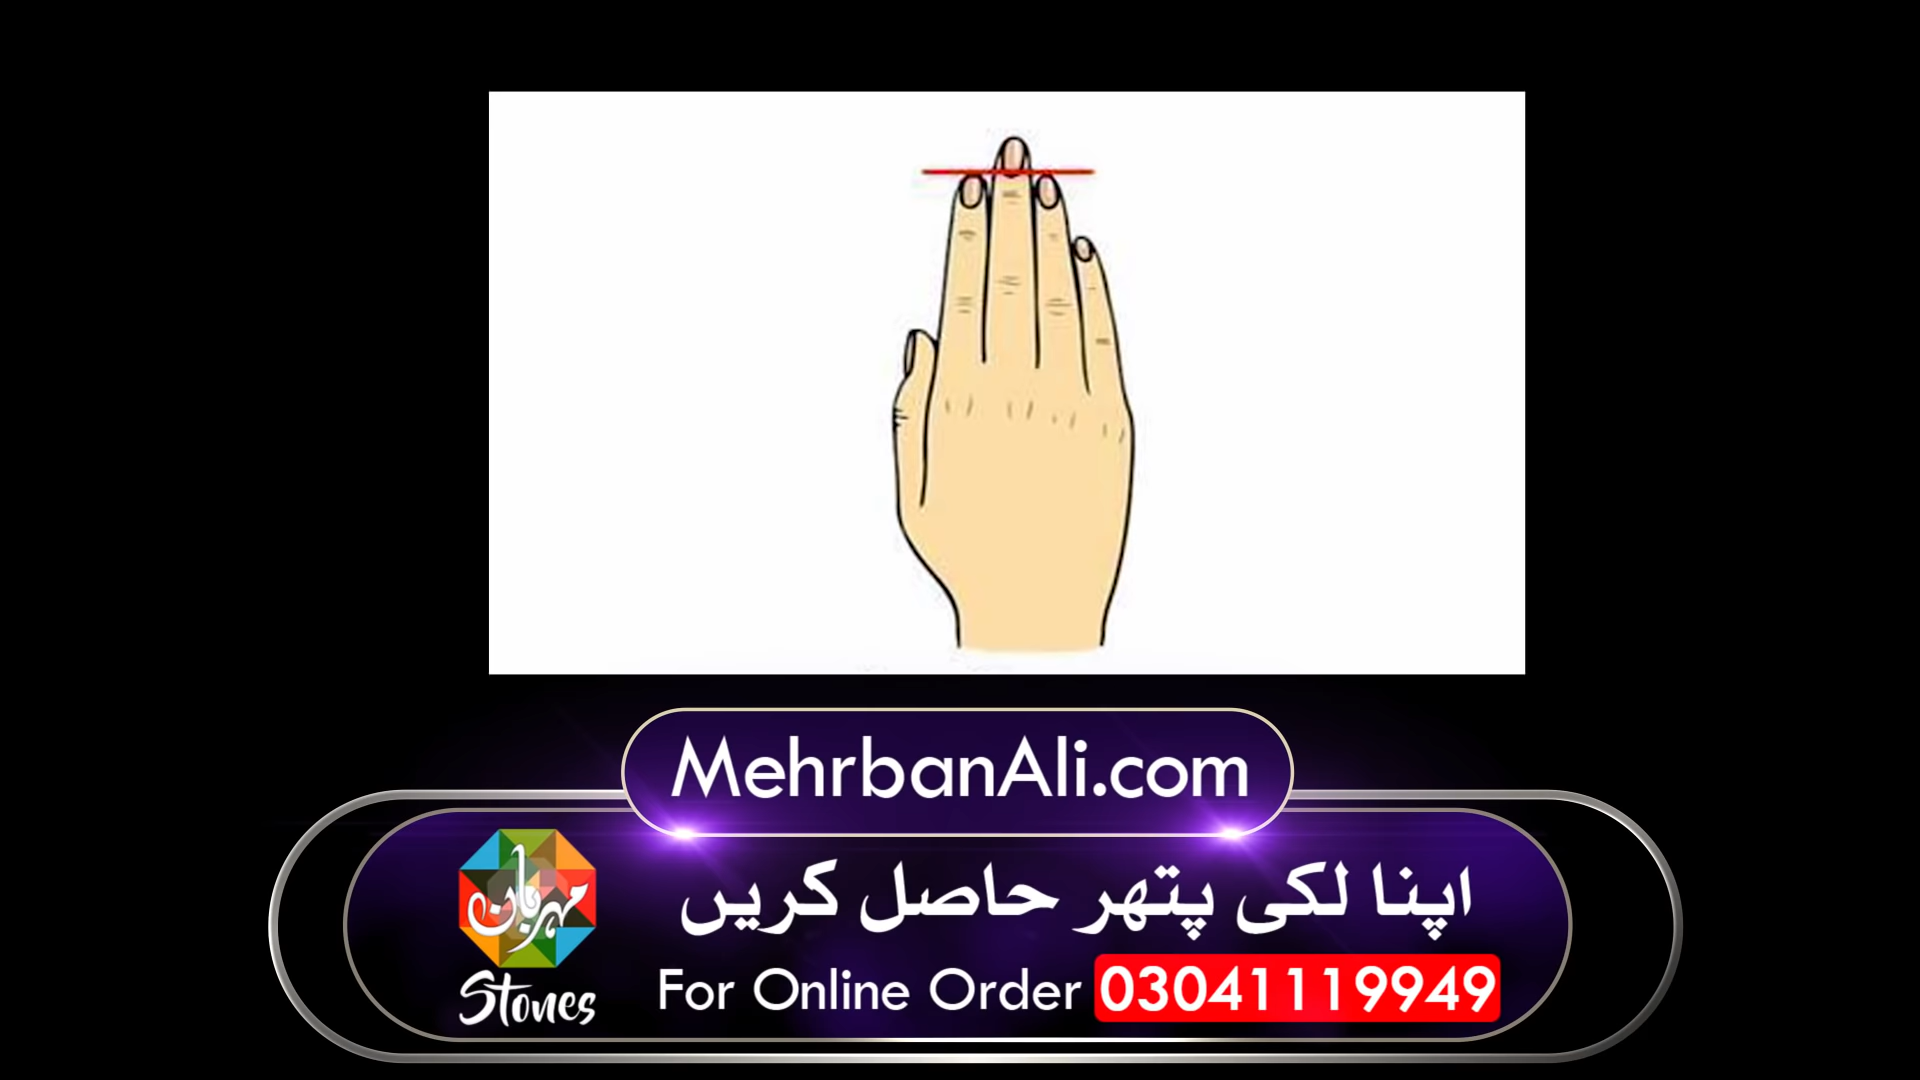 MehrbanAli.com
مہربان
Stones
اپنا لکی پتھر حاصل کریں
For Online Order 03041119949